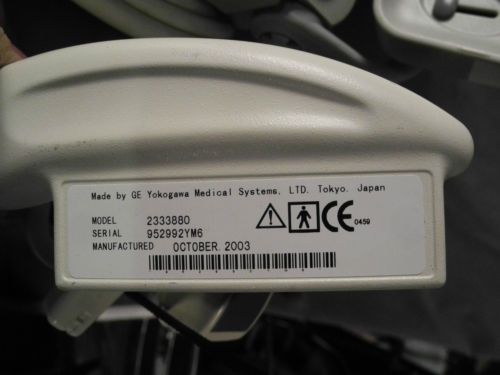 Made by GE Yokogawa Medical Systems, LTD. Tokyo. Japan
MODEL 2333880
SERIAL 952992YM6
MANUFACTURED OCTOBER. 2003
CE 0459